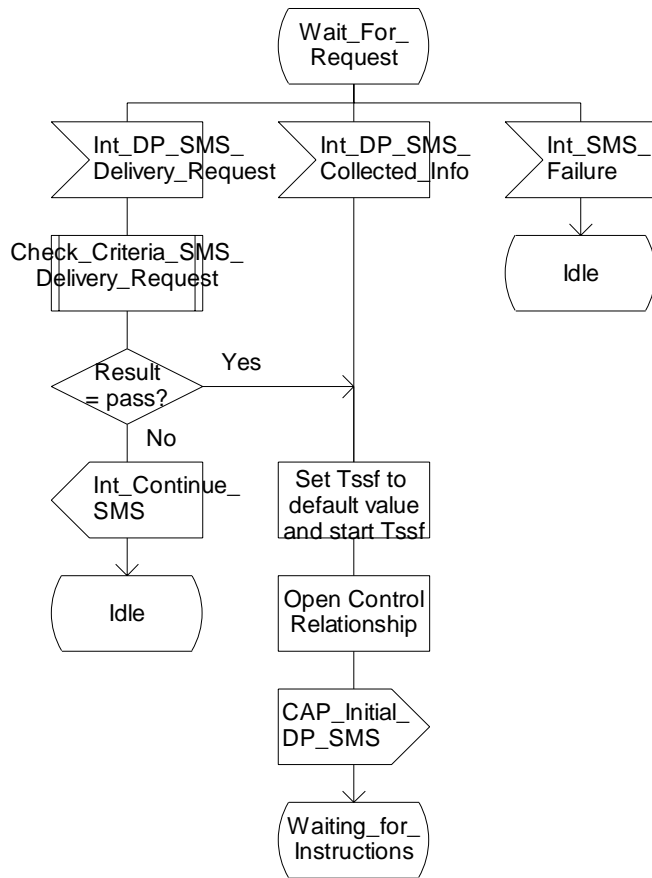 Wait_For_
Request
Int_DP_SMS_
Delivery_Request
Int_DP_SMS_
Collected_Info
Int_SMS_
Failure
Check_Criteria_SMS_
Delivery_Request
Idle
Result
= pass?
Yes
No
Int_Continue_
SMS
Set Tssf to
default value
and start Tssf
Idle
Open Control
Relationship
CAP_Initial_
DP_SMS
Waiting_for_
Instructions